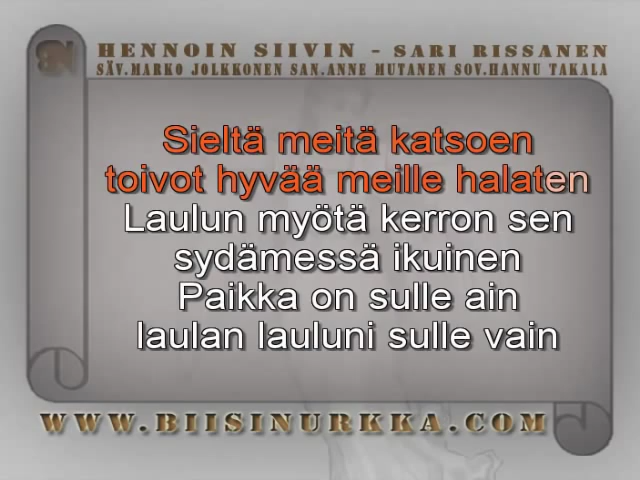 HENNOIN SIIVIN - SARI RISSANEN
SÄV.MARKO JOLKKONEN SAN.ANNE MUTANEN SOV.HANNU TAKALA
Sieltä meitä katsoen
toivot hyvää meille halaten
Laulun myötä kerron sen
sydämessä ikuinen
Paikka on sulle ain
laulan lauluni sulle vain
WWW.BIISINURKKA.COM